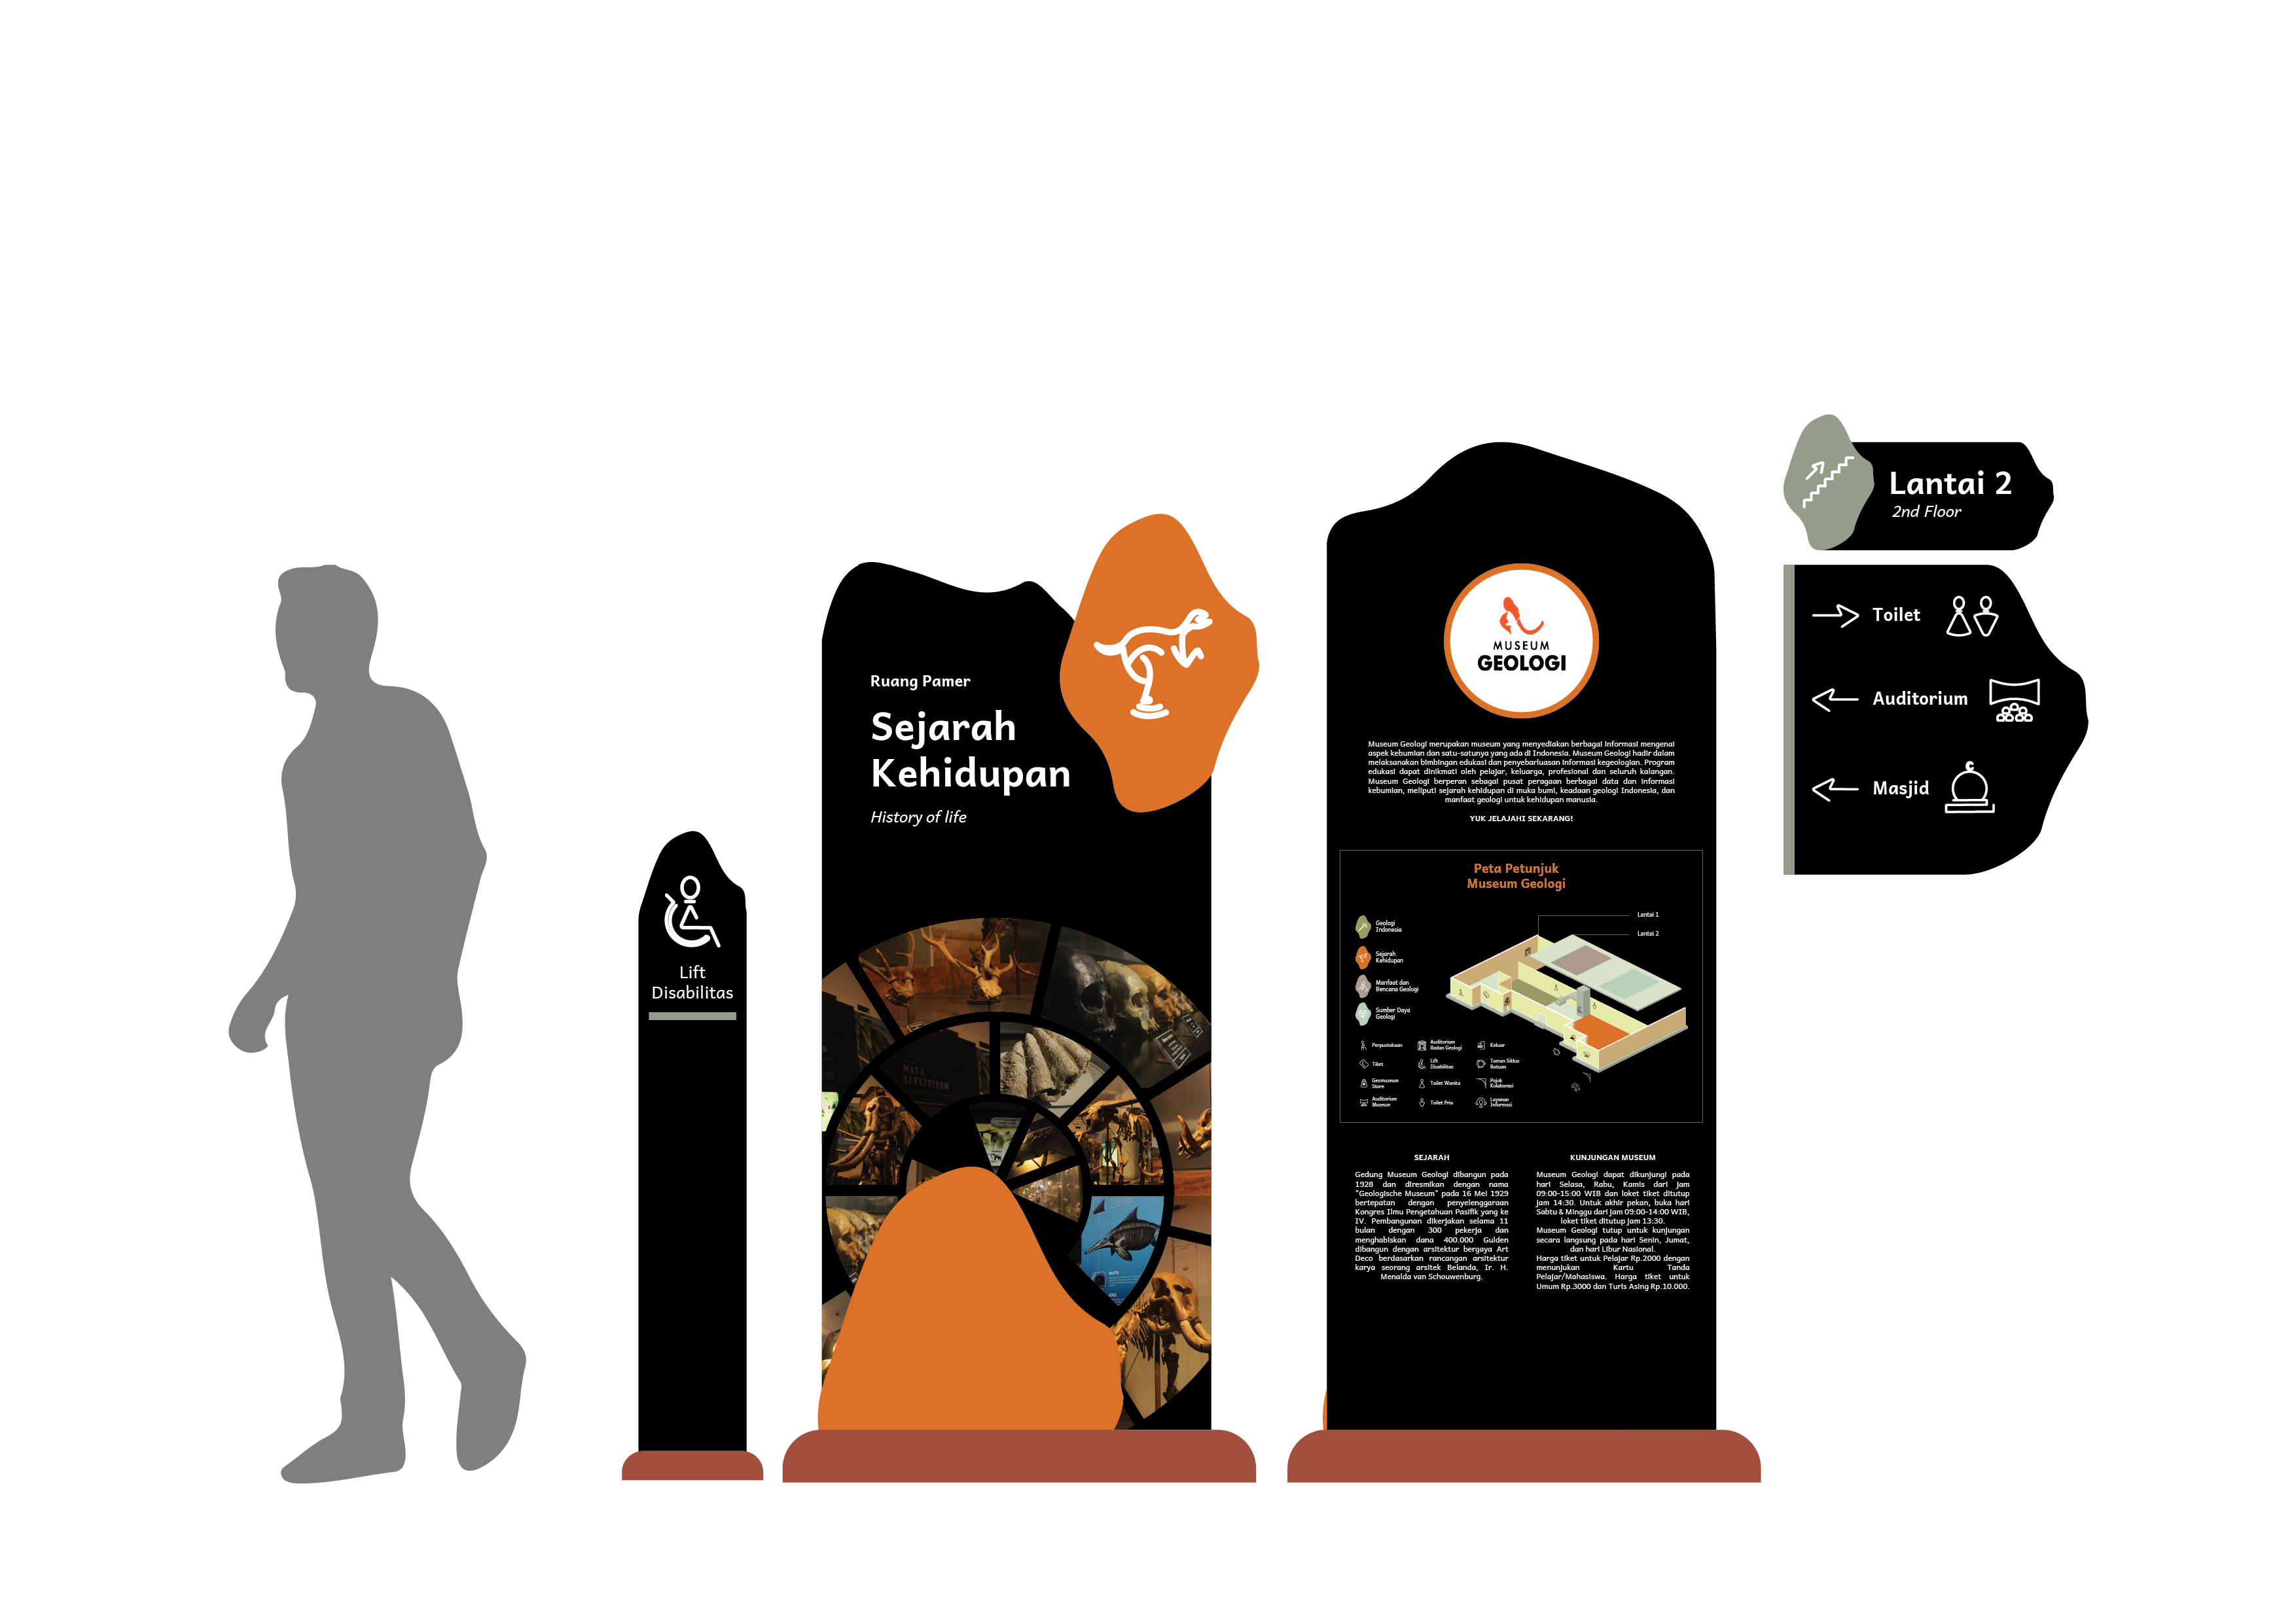 Lift
Disabilitas
Ruang Pamer
Sejarah
Kehidupan
History of life
MASA
MUSEUM
GEOLOGI
Museum Geologi merupakan museum yang menyediakan berbagai informasi mengenai
aspek kebumian dan satu-satunya yang ada di Indonesia. Museum Geologi hadir dalam
melaksanakan bimbingan edukasi dan penyebarluasan informasi kegeologian. Program
edukasi dapat dinikmati oleh pelajar, keluarga, profesional dan seluruh kalangan.
Museum Geologi berperan sebagai pusat peragaan berbagai data dan informasi
kebumian, meliputi sejarah kehidupan di muka bumi, keadaan geologi Indonesia, dan
manfaat geologi untuk kehidupan manusia.
YUK JELAJAHI SEKARANG!
Peta Petunjuk
Museum Geologi
Lantai 1
Lantai 2
Geologi
Indonesia
Sejarah
Kehidupan
Manfaat dan
Bencana Geologi
Sumber Daya
Geologi
Perpustakaan
Auditorium
Badan Geologi
Keluar
Tiket
Lift
Disabilitas
Taman Siklus
Batuan
Geomuseum
Store
Toilet Wanita
Pojok
Kolaborasi
Auditorium
Museum
Toilet Pria
Layanan
Informasi
SEJARAH
Gedung Museum Geologi dibangun pada
1928 dan diresmikan dengan nama
"Geologische Museum" pada 16 Mei 1929
bertepatan dengan penyelenggaraan
Kongres Ilmu Pengetahuan Pasifik yang ke
IV. Pembangunan dikerjakan selama 11
bulan dengan 300 pekerja dan
menghabiskan dana 400.000 Gulden
dibangun dengan arsitektur bergaya Art
Deco berdasarkan rancangan arsitektur
karya seorang arsitek Belanda, Ir. H.
Menalda van Schouwenburg.
KUNJUNGAN MUSEUM
Museum Geologi dapat dikunjungi pada
hari Selasa, Rabu, Kamis dari jam
09:00-15:00 WIB dan loket tiket ditutup
jam 14:30. Untuk akhir pekan, buka hari
Sabtu & Minggu dari jam 09:00-14:00 WIB,
loket tiket ditutup jam 13:30.
Museum Geologi tutup untuk kunjungan
secara langsung pada hari Senin, Jumat,
dan hari Libur Nasional.
Harga tiket untuk Pelajar Rp.2000 dengan
menunjukan Kartu Tanda
Pelajar/Mahasiswa. Harga tiket untuk
Umum Rp.3000 dan Turis Asing Rp.10.000.
Lantai 2
2nd Floor
Toilet
Auditorium
Masjid